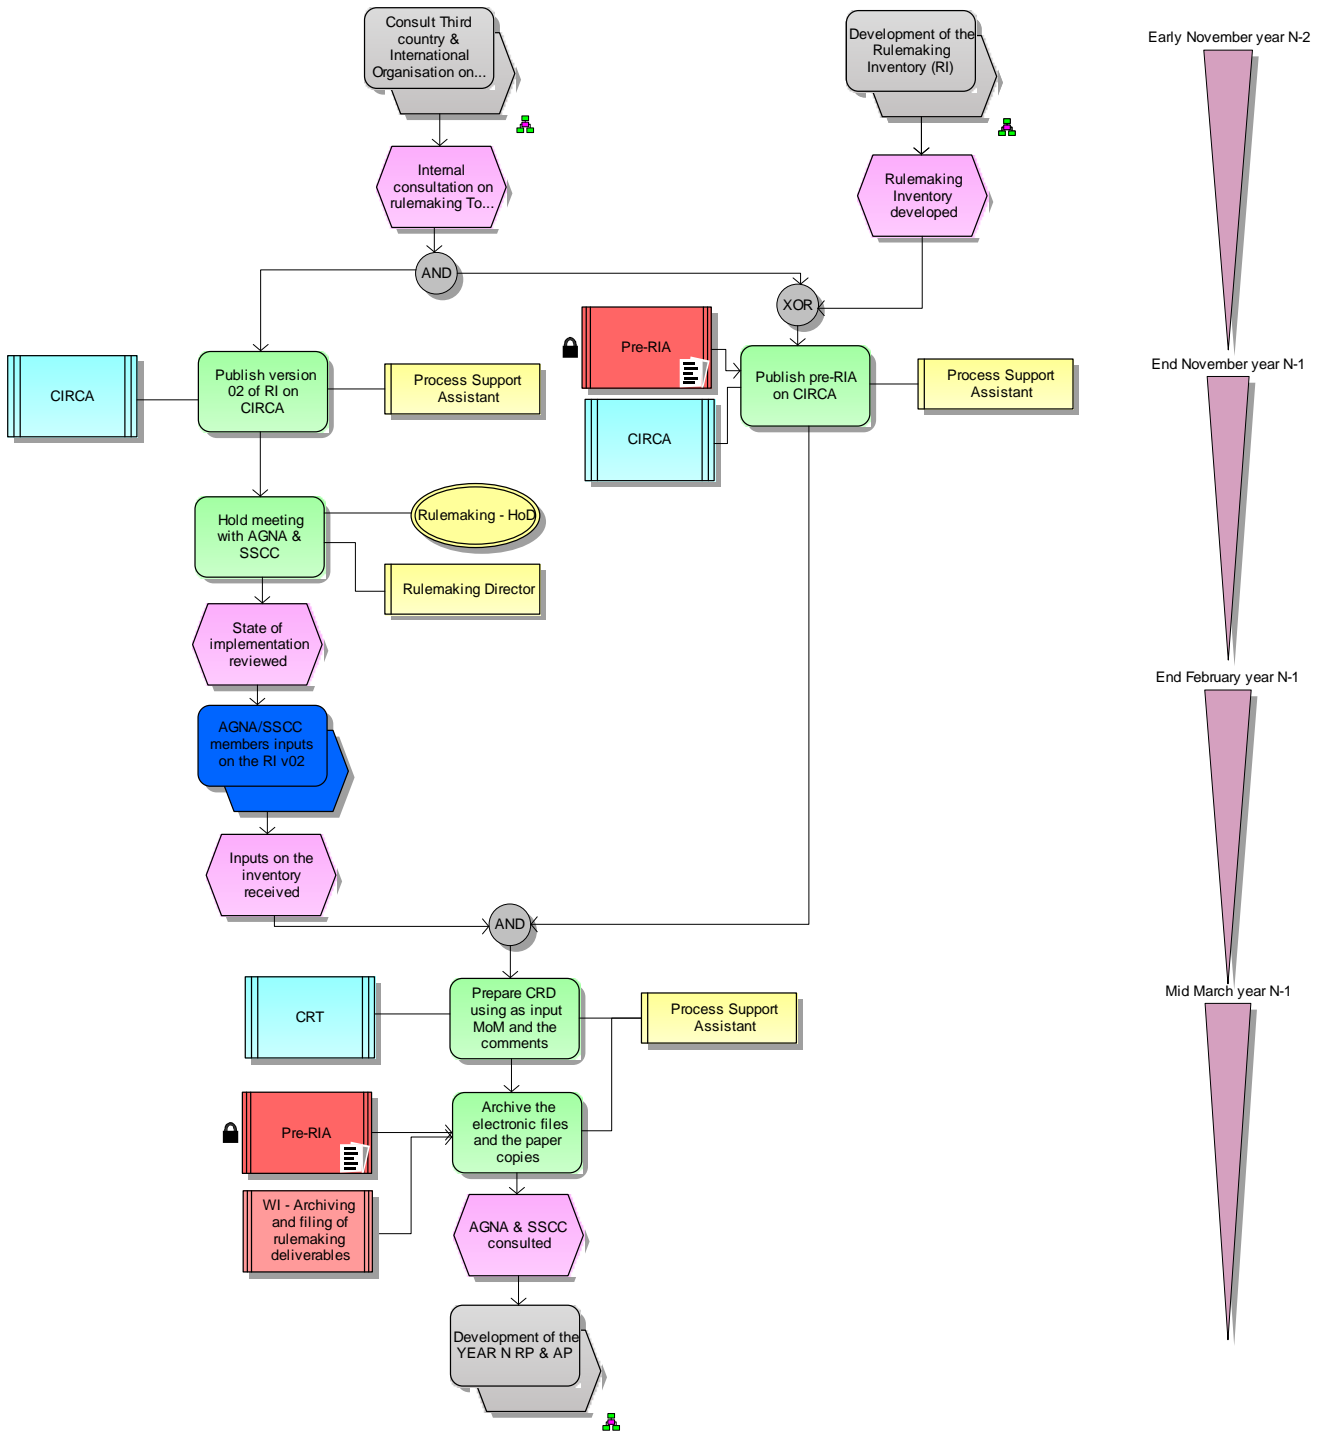 Consult Third
country &
International
Organisation on...
Development of the
Rulemaking
Inventory (RI)
Early November year N-2
Internal
consultation on
rulemaking To...
Rulemaking
Inventory
developed
AND
XOR
Pre-RIA
End November year N-1
CIRCA
Publish version
02 of RI on
CIRCA
Process Support
Assistant
Publish pre-RIA
on CIRCA
Process Support
Assistant
CIRCA
Hold meeting
with AGNA &
SSCC
Rulemaking - HoD
Rulemaking Director
State of
implementation
reviewed
End February year N-1
AGNA/SSCC
members inputs
on the RI v02
Inputs on the
inventory
received
AND
Mid March year N-1
CRT
Prepare CRD
using as input
MoM and the
comments
Process Support
Assistant
Pre-RIA
Archive the
electronic files
and the paper
copies
WI - Archiving
and filing of
rulemaking
deliverables
AGNA & SSCC
consulted
Development of the
YEAR N RP & AP